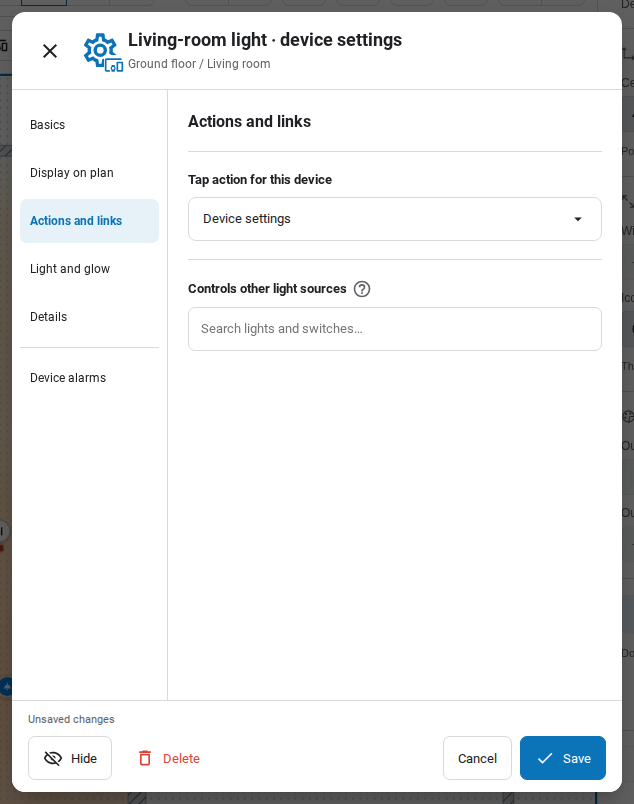 Living-room light · device settings
Ground floor / Living room
Basics
Display on plan
Actions and links
Light and glow
Details
Device alarms
Actions and links
Tap action for this device
Device settings
Controls other light sources ?
Search lights and switches...
Unsaved changes
Hide
Delete
Cancel
Save